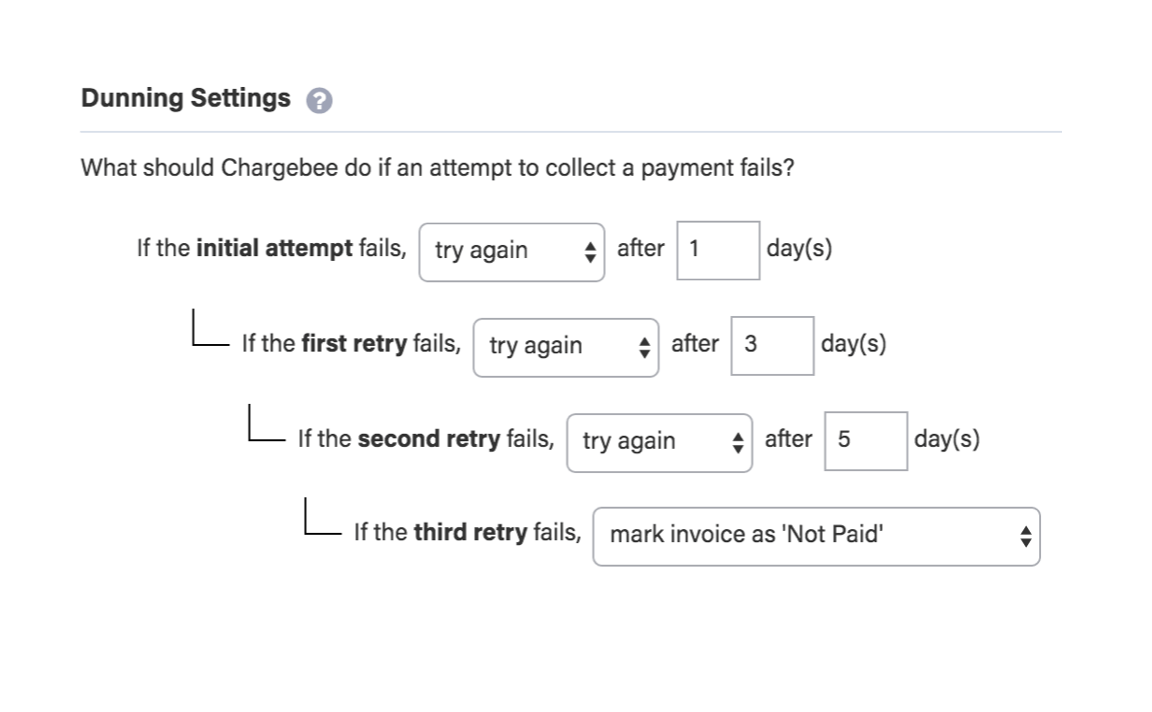 Dunning Settings ?
What should Chargebee do if an attempt to collect a payment fails?
If the initial attempt fails, try again after 1 day(s)
If the first retry fails, try again after 3 day(s)
If the second retry fails, try again after 5 day(s)
If the third retry fails, mark invoice as 'Not Paid'